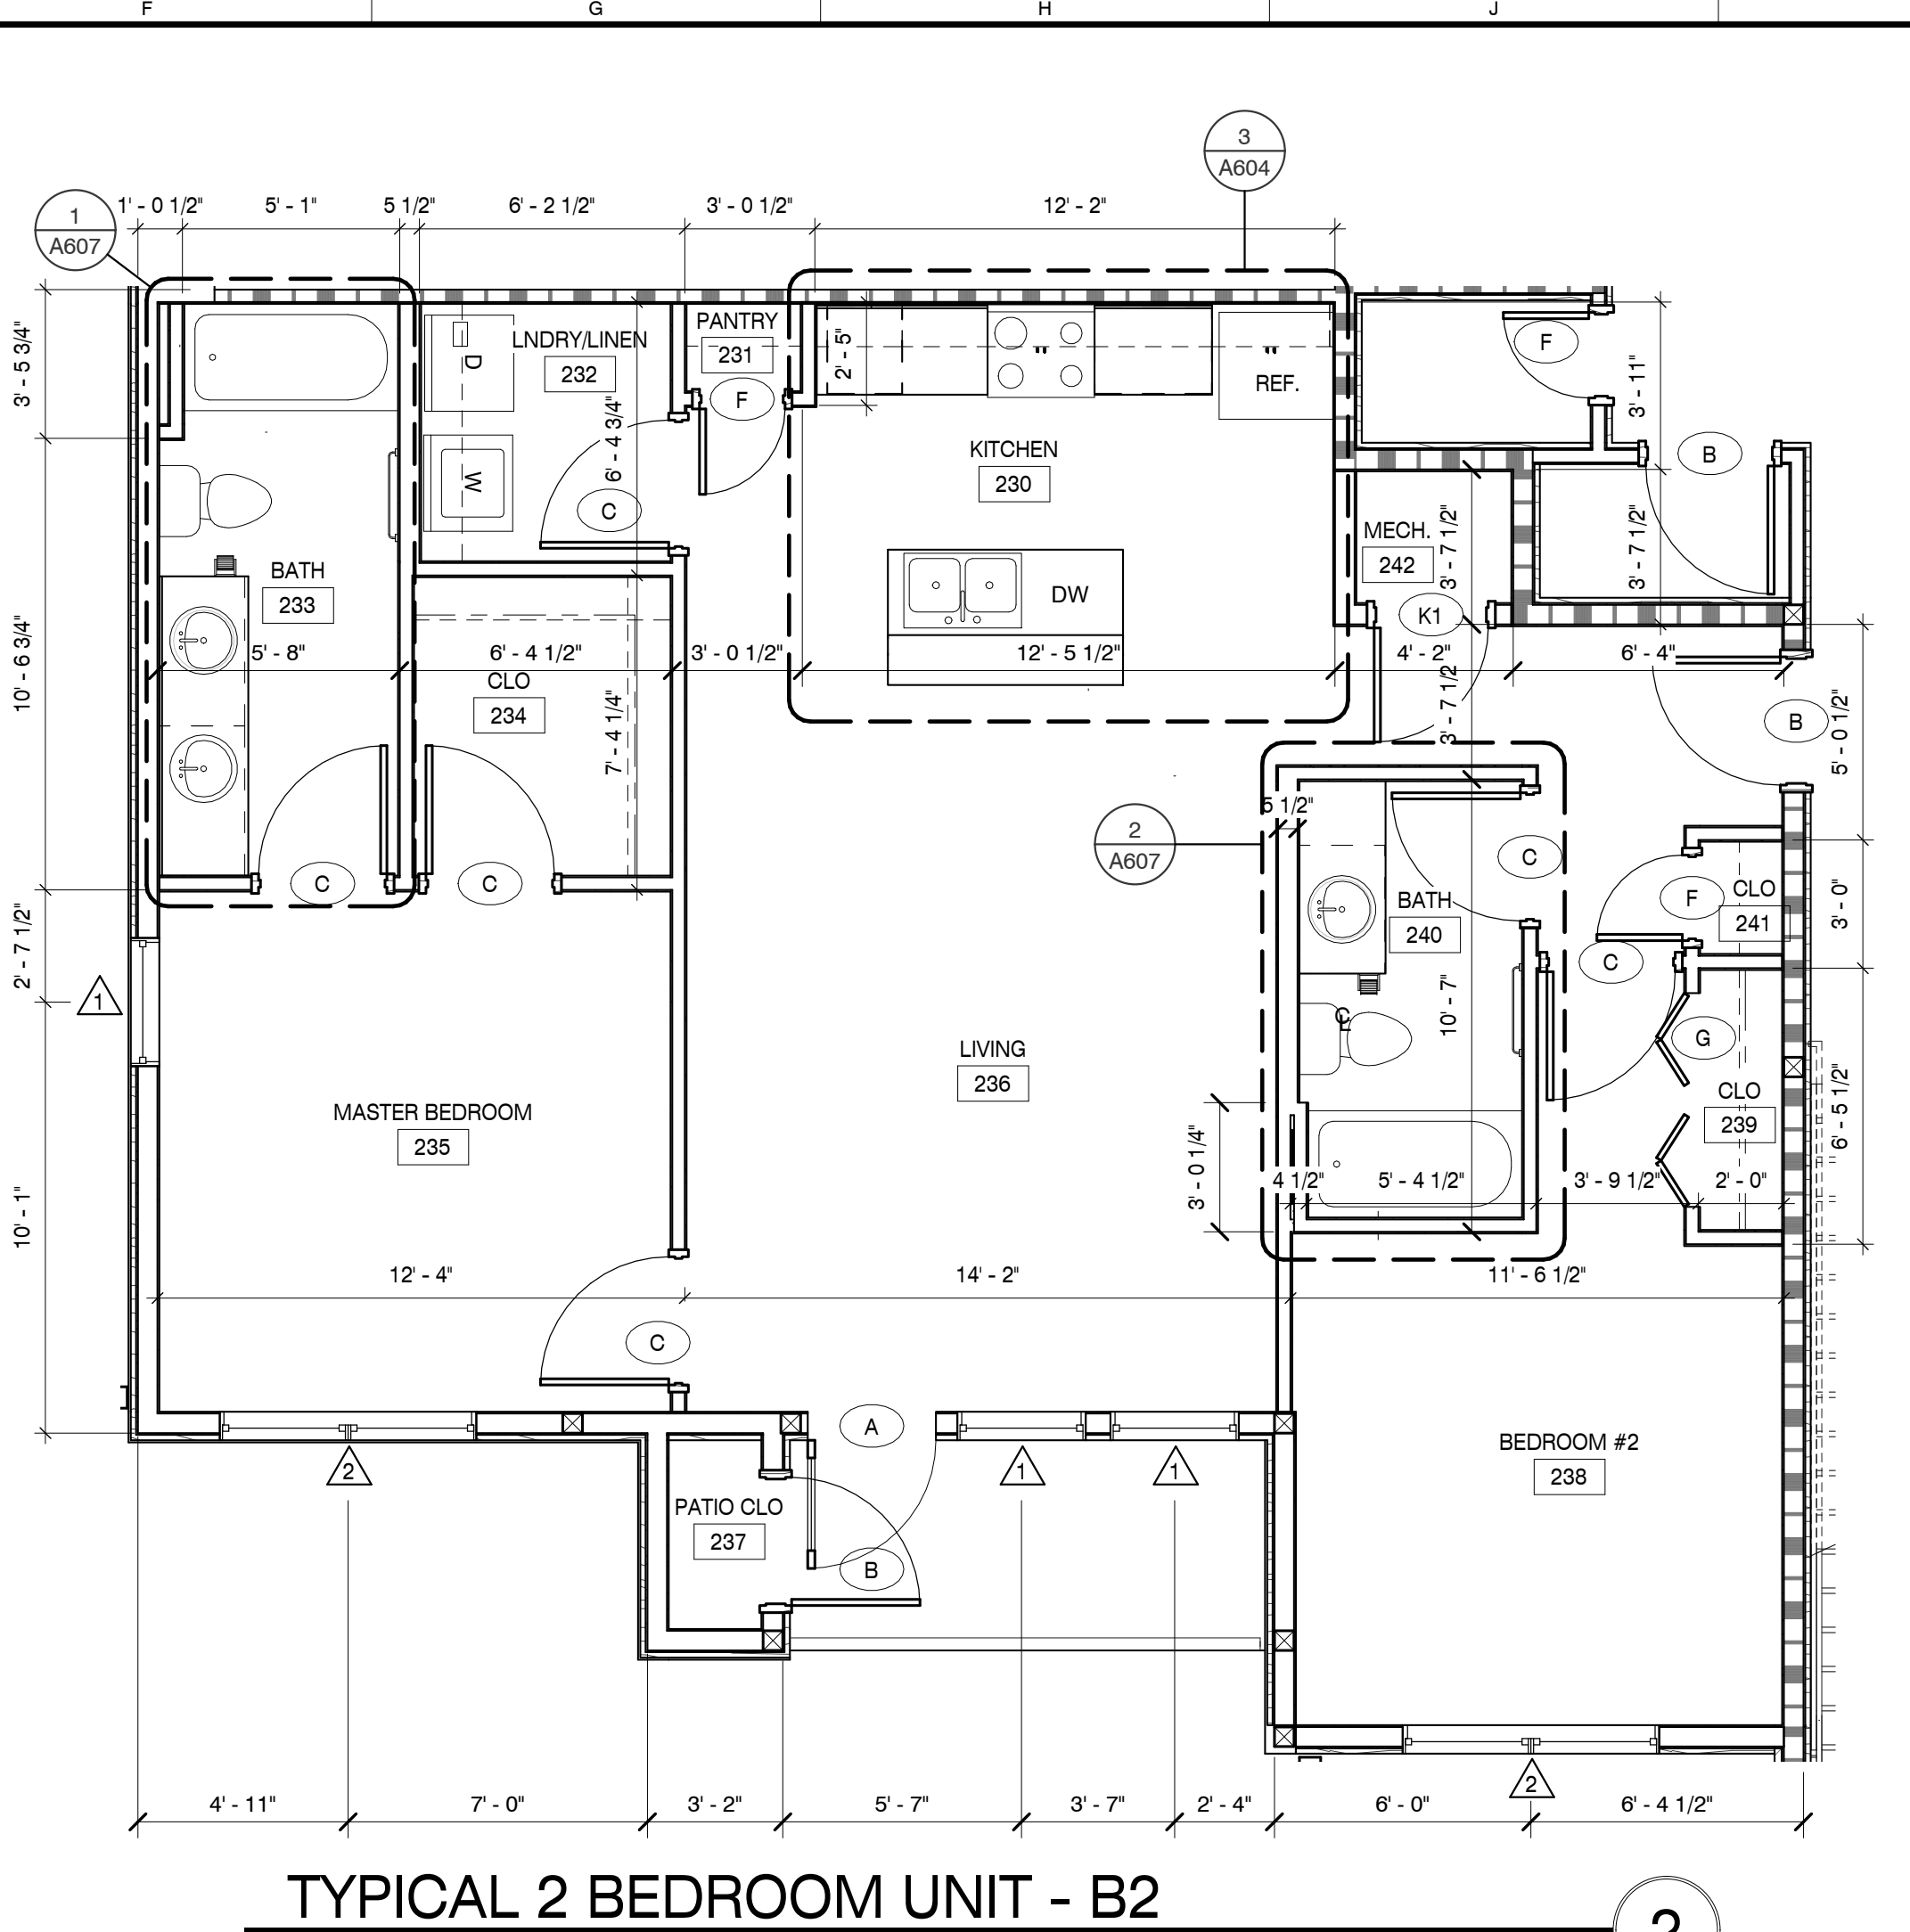 F G H J
3
A604
1
A607
1' - 0 1/2" 5' - 1" 5 1/2" 6' - 2 1/2" 3' - 0 1/2" 12' - 2"
3' - 5 3/4"
10' - 6 3/4"
2' - 7 1/2"
10' - 1"
1
D
W
LNDRY/LINEN
232
6' - 4 3/4"
C
PANTRY
231
F
2' - 5"
"
"
REF.
KITCHEN
230
DW
F
3' - 11"
B
MECH.
242
3' - 7 1/2"
3' - 7 1/2"
K1
BATH
233
5' - 8" 6' - 4 1/2" 3' - 0 1/2" 12' - 5 1/2" 4' - 2" 6' - 4"
CLO
234
7' - 4 1/4"
3' - 7 1/2"
B
5' - 0 1/2"
C
C
2
A607
5 1/2"
C
BATH
240
F
CLO
241
3' - 0"
C
10' - 7"
CL
G
CLO
239
6' - 5 1/2"
LIVING
236
MASTER BEDROOM
235
3' - 0 1/4"
4 1/2" 5' - 4 1/2" 3' - 9 1/2" 2' - 0"
12' - 4" 14' - 2" 11' - 6 1/2"
C
A
2
1
1
BEDROOM #2
238
PATIO CLO
237
B
2
4' - 11" 7' - 0" 3' - 2" 5' - 7" 3' - 7" 2' - 4" 6' - 0" 6' - 4 1/2"
TYPICAL 2 BEDROOM UNIT - B2
2